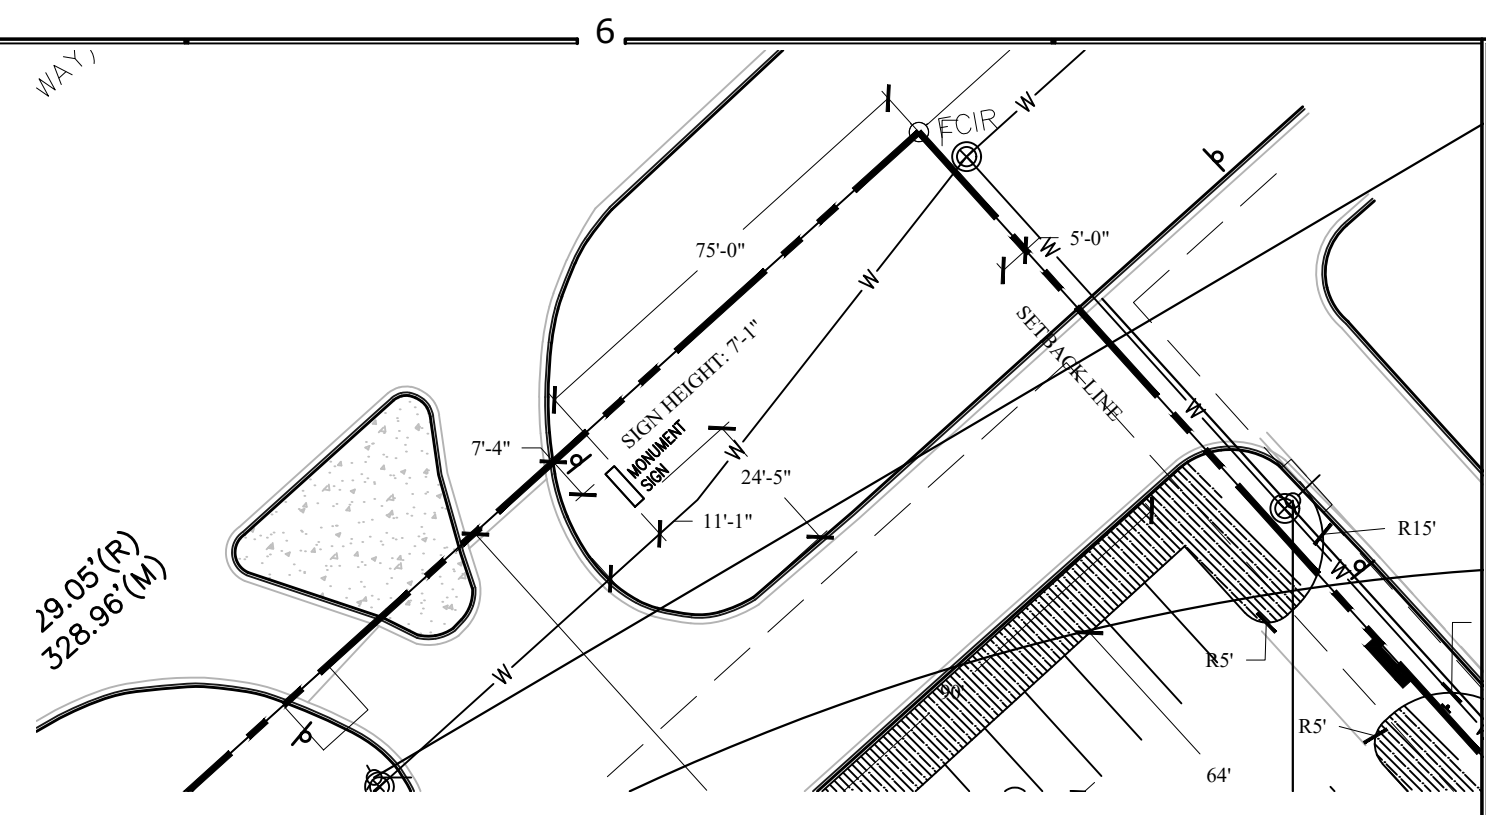 6
WAY)
W
FCIR
75'-0"
5'-0"
W
W
SETBACK LINE
SIGN HEIGHT: 7'-1"
W
7'-4"
MONUMENT
SIGN
W
24'-5"
11'-1"
R15'
W
29.05'(R)
328.96'(M)
W
R5'
90'
R5'
64'